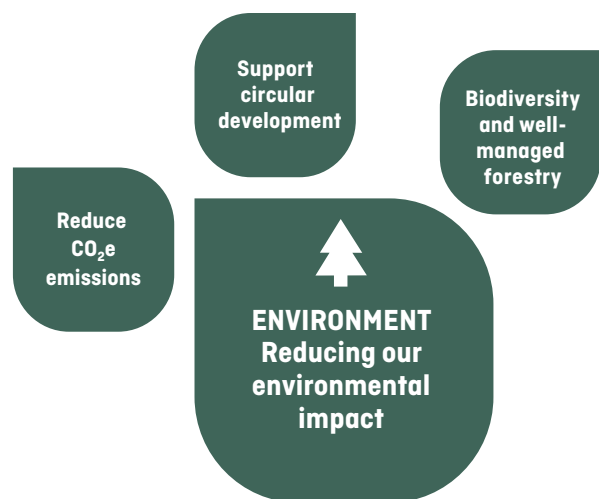 Support
circular
development
Biodiversity
and well-
managed
forestry
Reduce
CO₂e
emissions
ENVIRONMENT
Reducing our
environmental
impact